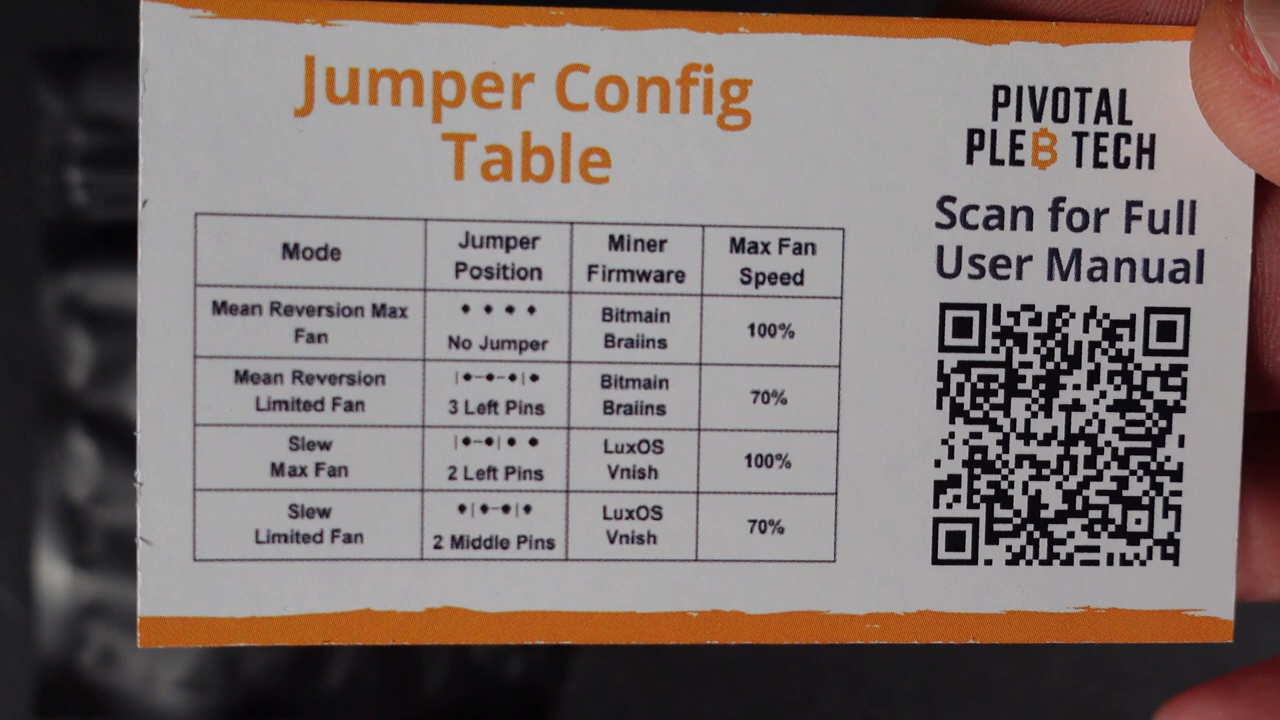 Jumper Config
Table
Mode
Jumper
Position
Miner
Firmware
Max Fan
Speed
Mean Reversion Max
Fan
No Jumper
Bitmain
Braiins
100%
Mean Reversion
Limited Fan
3 Left Pins
Bitmain
Braiins
70%
Slew
Max Fan
2 Left Pins
LuxOS
Vnish
100%
Slew
Limited Fan
2 Middle Pins
LuxOS
Vnish
70%
PIVOTAL
PLE₿ TECH
Scan for Full
User Manual